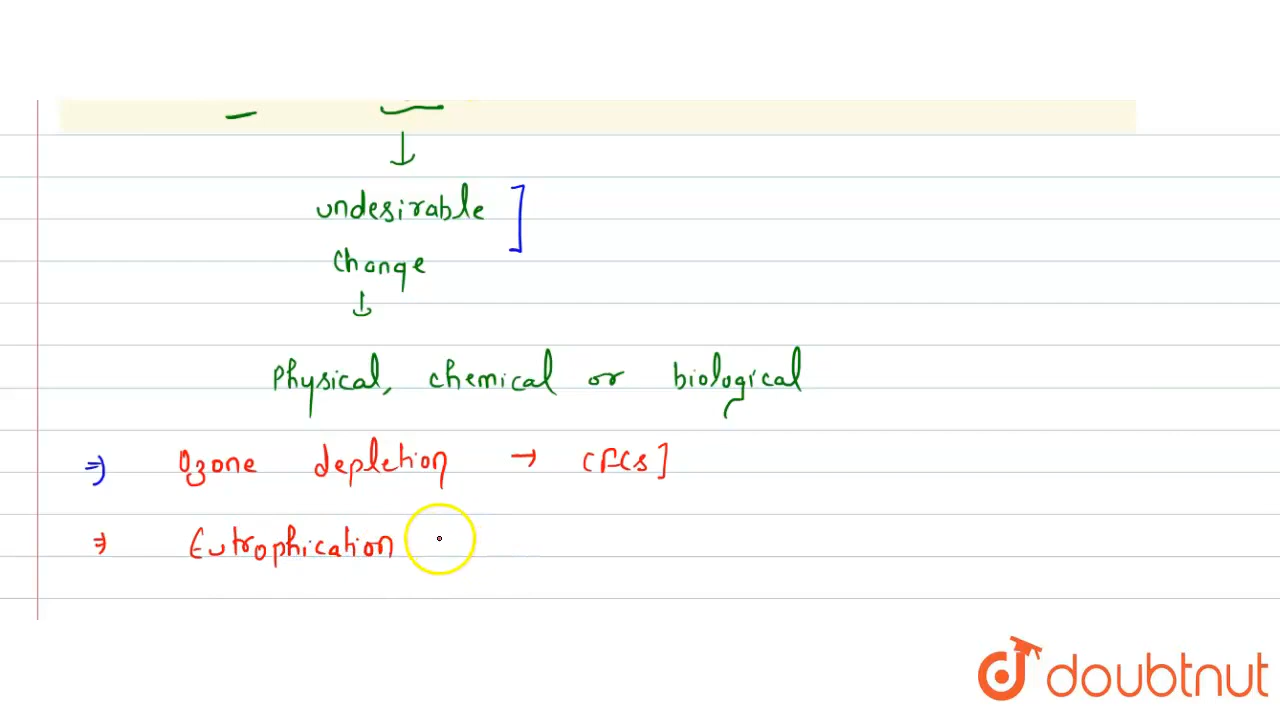 undesirable ]
change
Physical, chemical or biological
⇒ Ozone depletion → CFCs]
⇒ Eutrophication
doubtnut